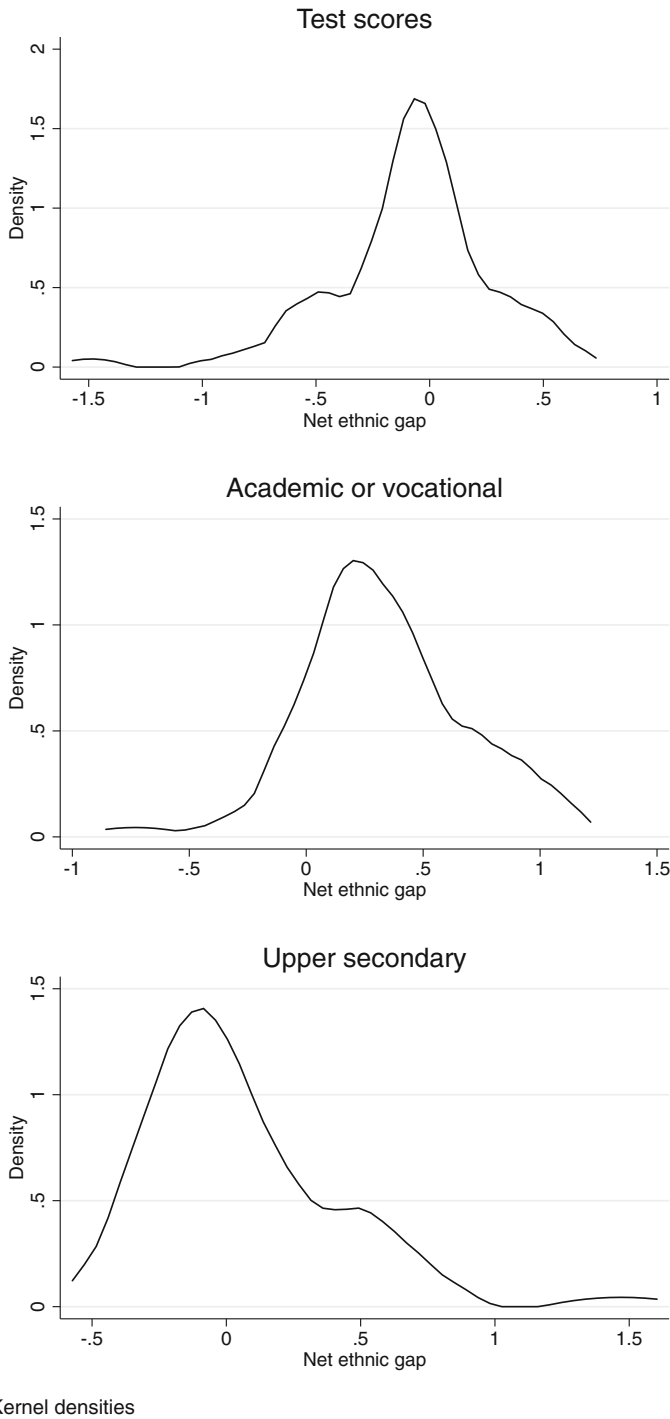 Test scores
2
1.5
1
.5
0
Density
-1.5 -1 -.5 0 .5 1
Net ethnic gap
Academic or vocational
1.5
1
.5
0
Density
-1 -.5 0 .5 1 1.5
Net ethnic gap
Upper secondary
1.5
1
.5
0
Density
-.5 0 .5 1 1.5
Net ethnic gap
Kernel densities